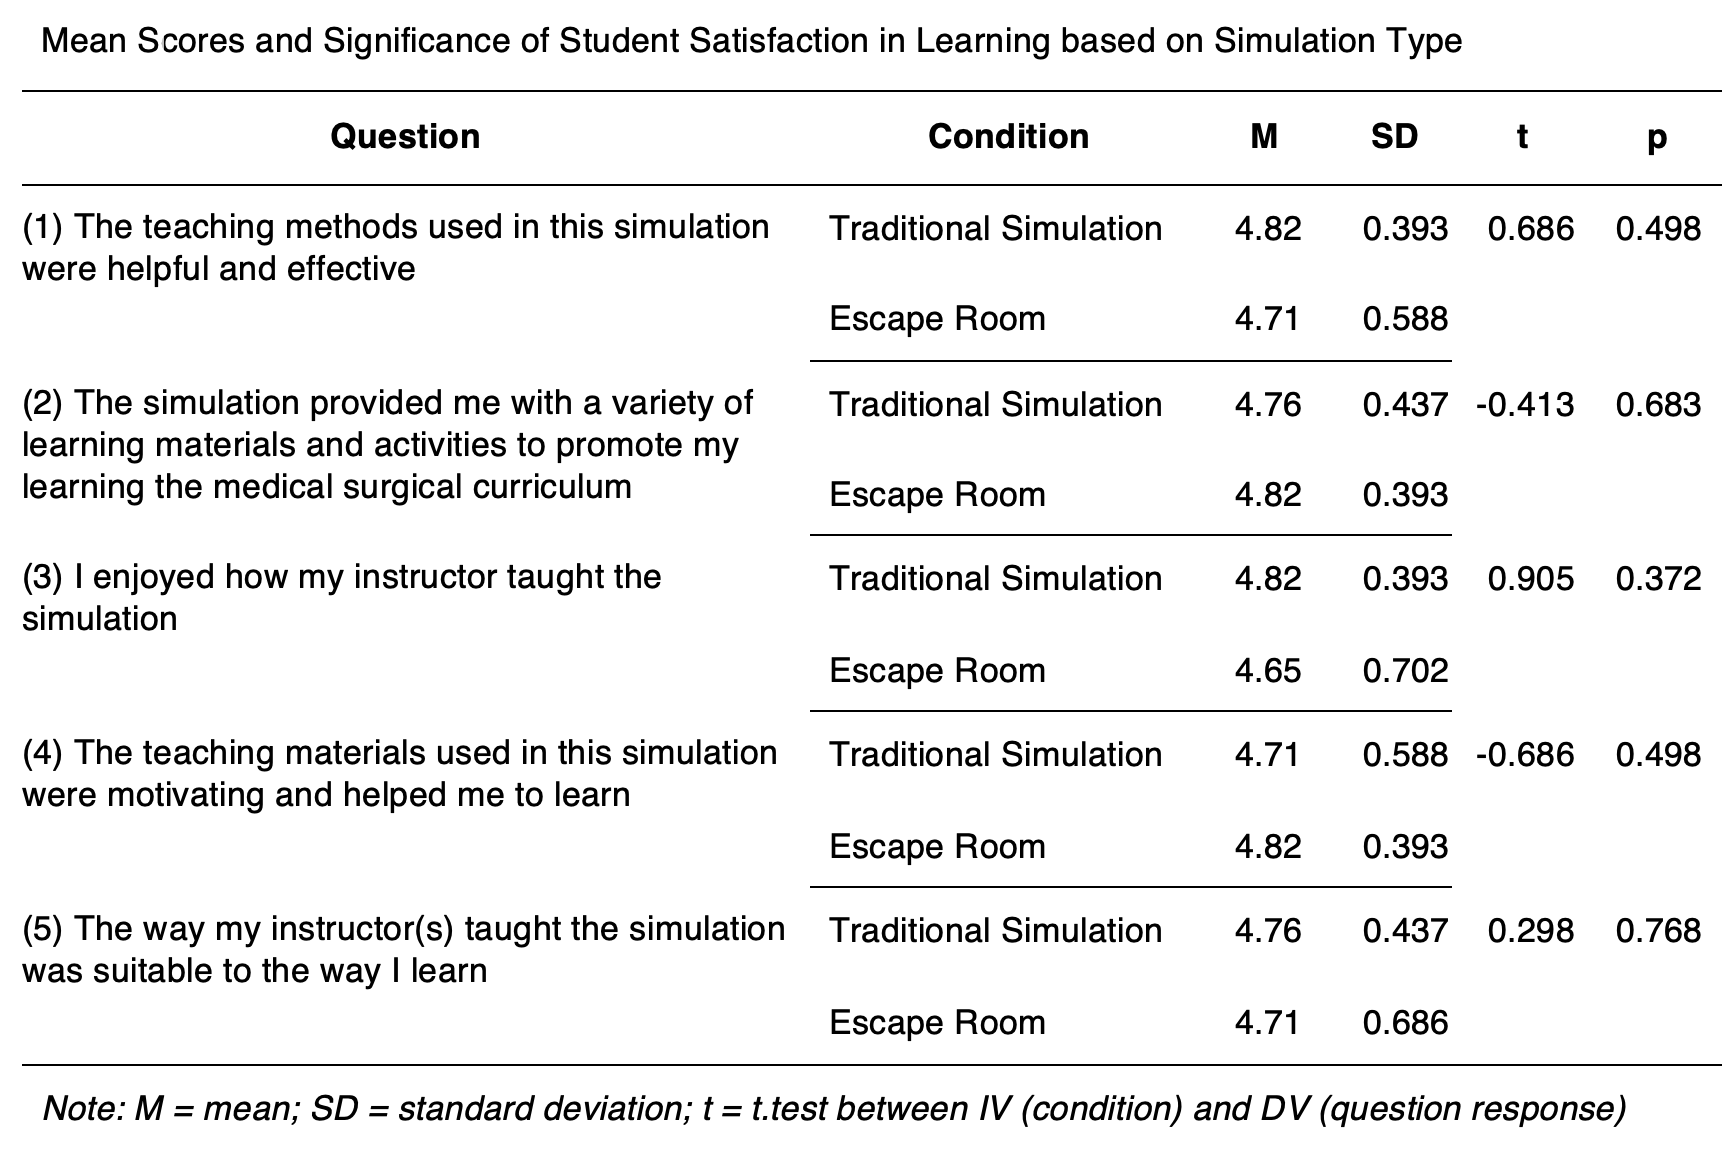 Mean Scores and Significance of Student Satisfaction in Learning based on Simulation Type
Question Condition M SD t p
(1) The teaching methods used in this simulation Traditional Simulation 4.82 0.393 0.686 0.498
were helpful and effective
Escape Room 4.71 0.588
(2) The simulation provided me with a variety of Traditional Simulation 4.76 0.437 -0.413 0.683
learning materials and activities to promote my
learning the medical surgical curriculum Escape Room 4.82 0.393
(3) I enjoyed how my instructor taught the Traditional Simulation 4.82 0.393 0.905 0.372
simulation
Escape Room 4.65 0.702
(4) The teaching materials used in this simulation Traditional Simulation 4.71 0.588 -0.686 0.498
were motivating and helped me to learn
Escape Room 4.82 0.393
(5) The way my instructor(s) taught the simulation Traditional Simulation 4.76 0.437 0.298 0.768
was suitable to the way I learn
Escape Room 4.71 0.686
Note: M = mean; SD = standard deviation; t = t.test between IV (condition) and DV (question response)